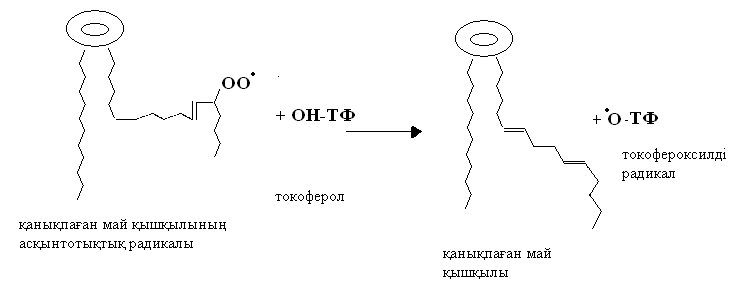 OO•
+ OH-ТФ
+ •O-ТФ
токофероксилді
радикал
токоферол
қанықпаған май қышқылының
асқынтотықтық радикалы
қанықпаған май
қышқылы